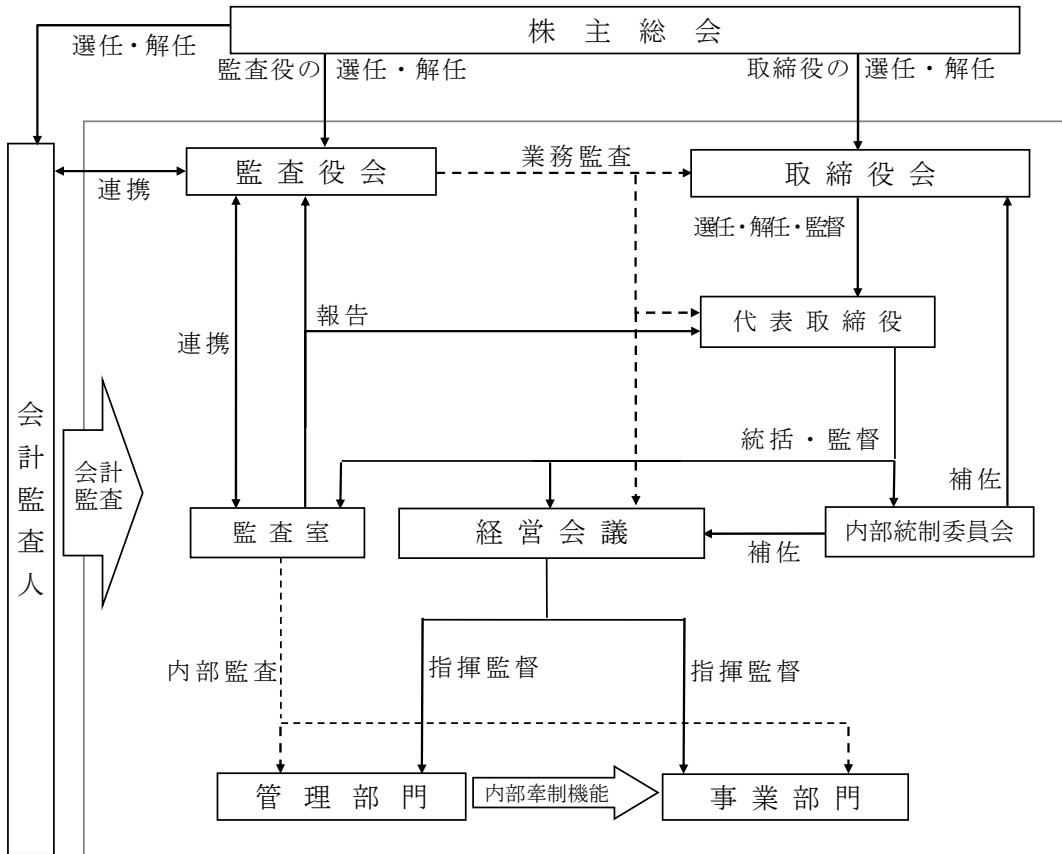 株主総会
選任・解任
監査役の 選任・解任
取締役の 選任・解任
監査役会
業務監査
取締役会
連携
選任・解任・監督
報告
代表取締役
連携
会計監査人
会計
監査
統括・監督
補佐
監査室
経営会議
内部統制委員会
補佐
内部監査
指揮監督
指揮監督
管理部門
内部牽制機能
事業部門